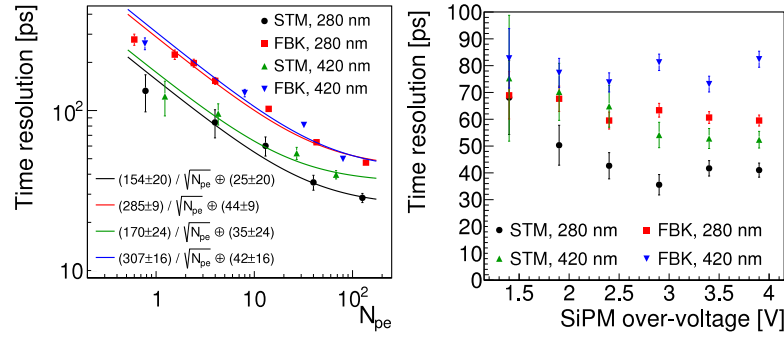 Time resolution [ps]
10²
10
STM, 280 nm
FBK, 280 nm
STM, 420 nm
FBK, 420 nm
(154±20) / √N_pe ⊕ (25±20)
(285±9) / √N_pe ⊕ (44±9)
(170±24) / √N_pe ⊕ (35±24)
(307±16) / √N_pe ⊕ (42±16)
1 10 10²
N_pe
Time resolution [ps]
100
90
80
70
60
50
40
30
20
10
0
STM, 280 nm FBK, 280 nm
STM, 420 nm FBK, 420 nm
1.5 2 2.5 3 3.5 4
SiPM over-voltage [V]